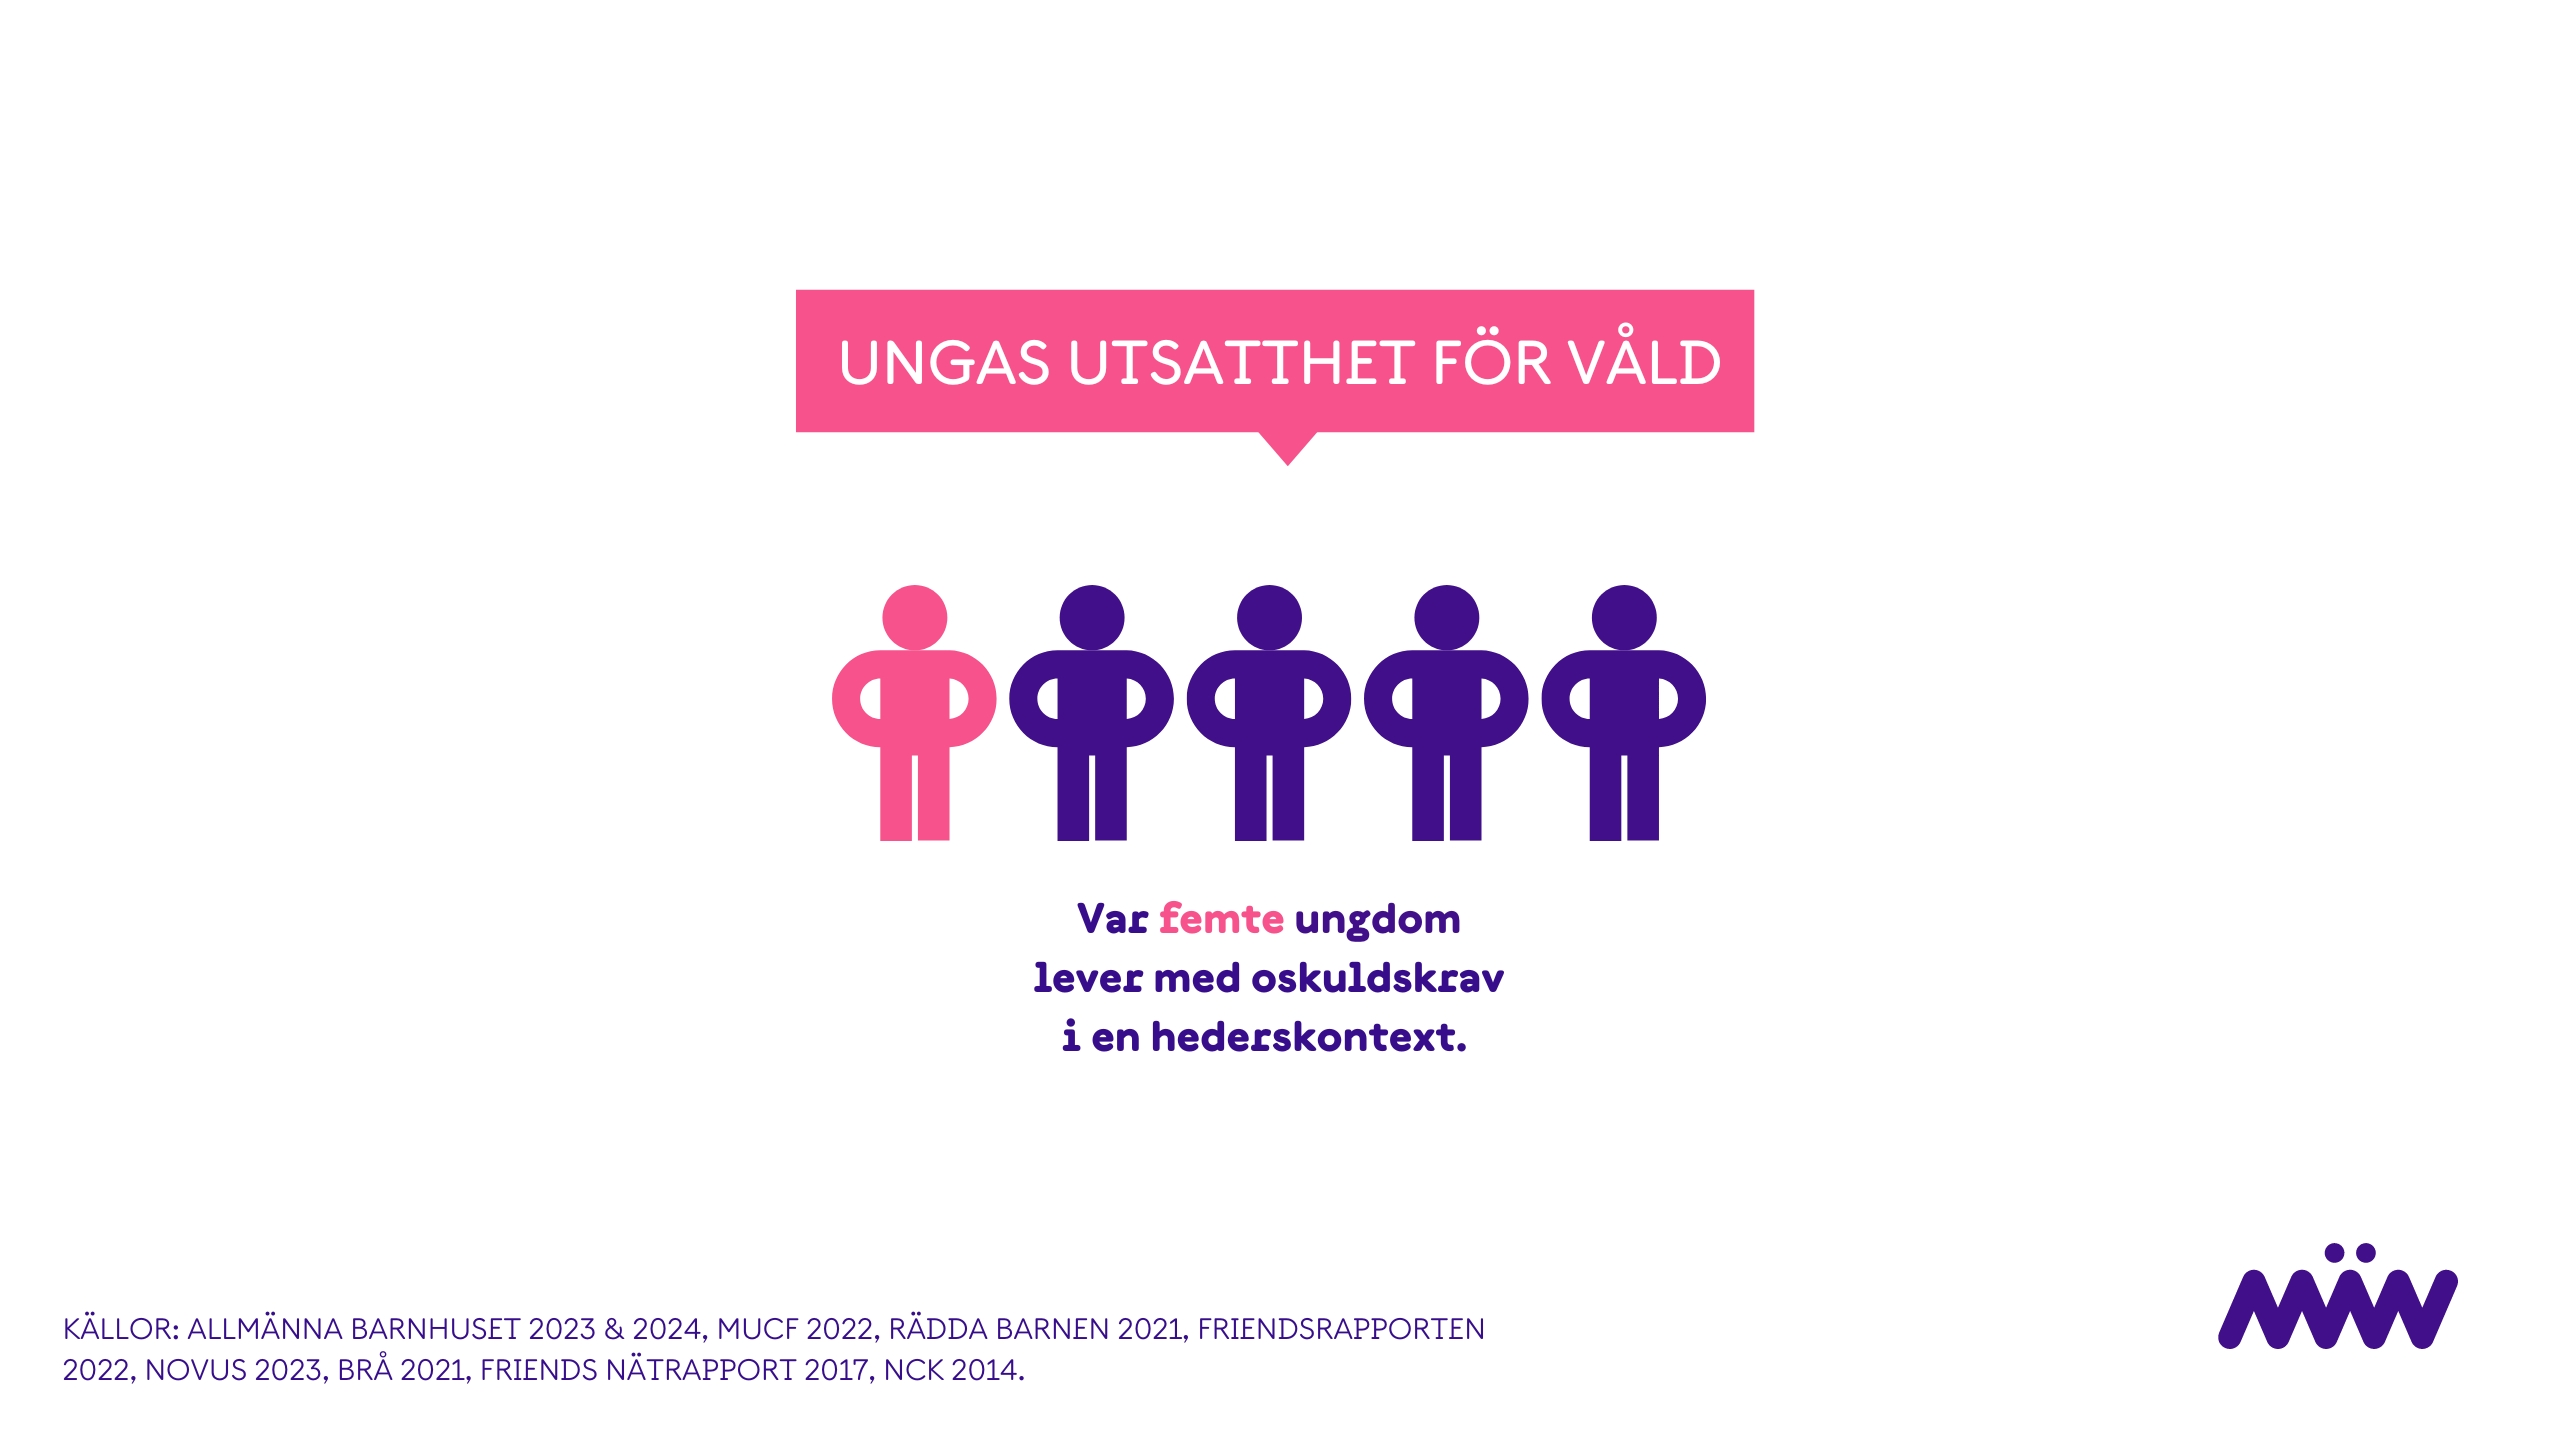 UNGAS UTSATTHET FÖR VÅLD
Var femte ungdom
lever med oskuldskrav
i en hederskontext.
KÄLLOR: ALLMÄNNA BARNHUSET 2023 & 2024, MUCF 2022, RÄDDA BARNEN 2021, FRIENDSRAPPORTEN
2022, NOVUS 2023, BRÅ 2021, FRIENDS NÄTRAPPORT 2017, NCK 2014.
MÄN